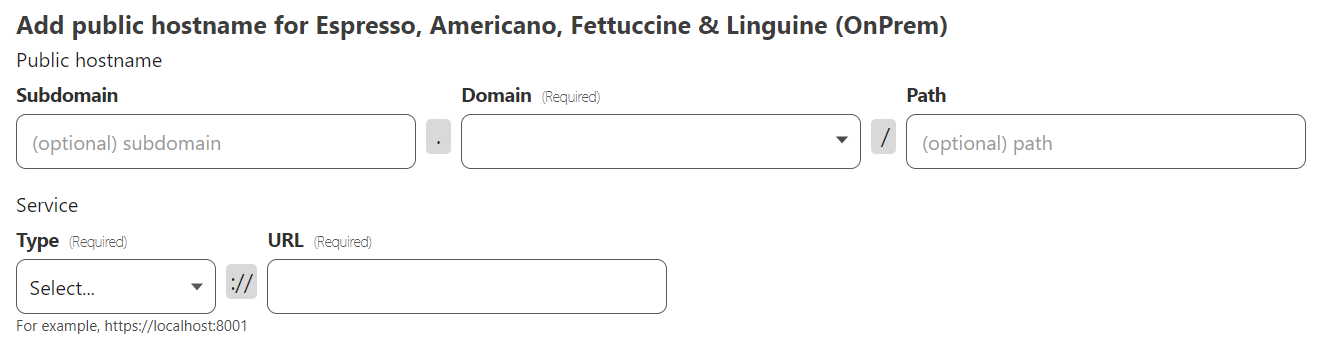 Add public hostname for Espresso, Americano, Fettuccine & Linguine (OnPrem)
Public hostname
Subdomain Domain (Required) Path
(optional) subdomain . / (optional) path
Service
Type (Required) URL (Required)
Select... ://
For example, https://localhost:8001